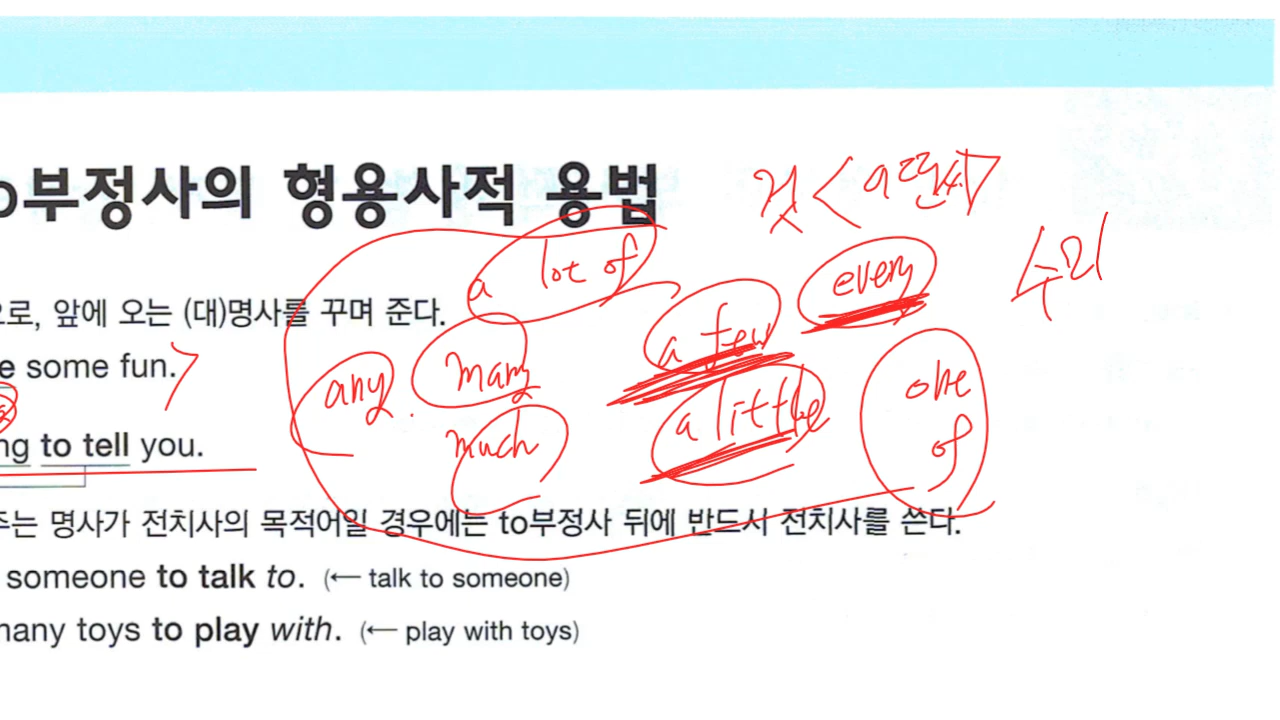 o부정사의 형용사적 용법
것 <
수의
a lot of
every
으로, 앞에 오는 (대)명사를 꾸며 준다.
a few
e some fun.
any
many
a little
one
of
ng to tell you.
much
주는 명사가 전치사의 목적어일 경우에는 to부정사 뒤에 반드시 전치사를 쓴다.
someone to talk to. (← talk to someone)
many toys to play with. (← play with toys)